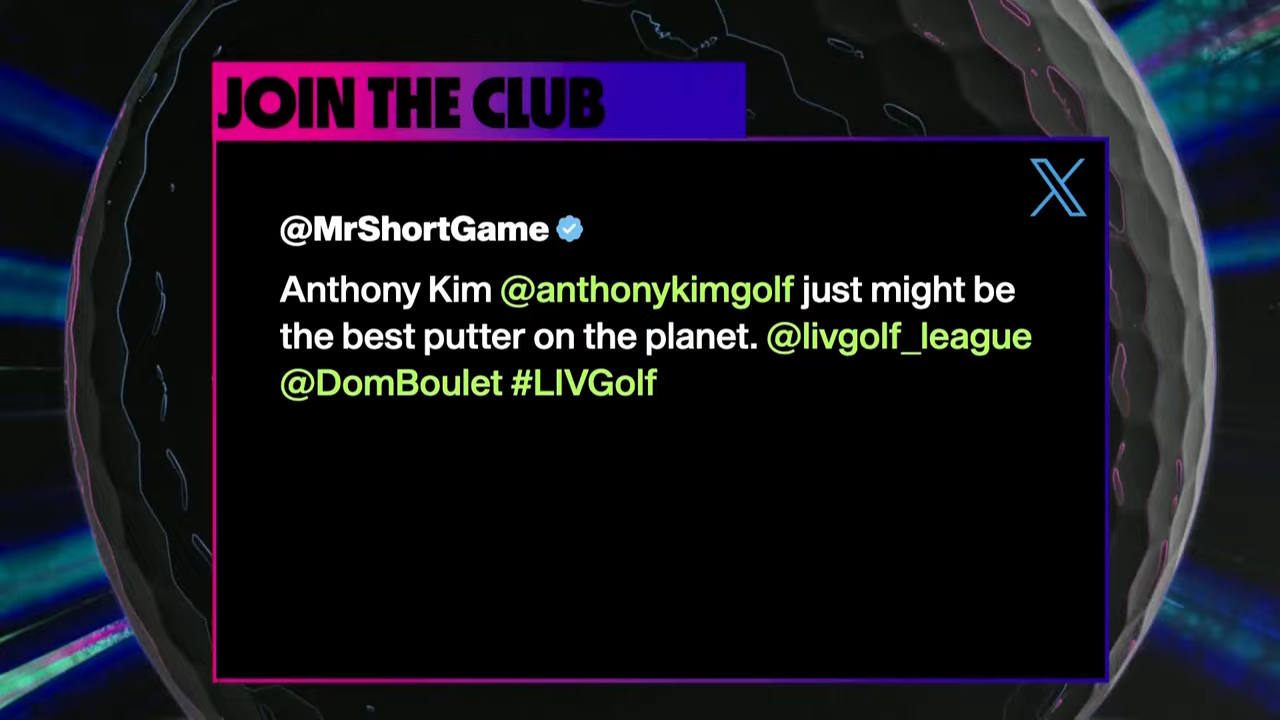 JOIN THE CLUB
@MrShortGame
Anthony Kim @anthonykimgolf just might be
the best putter on the planet. @livgolf_league
@DomBoulet #LIVGolf